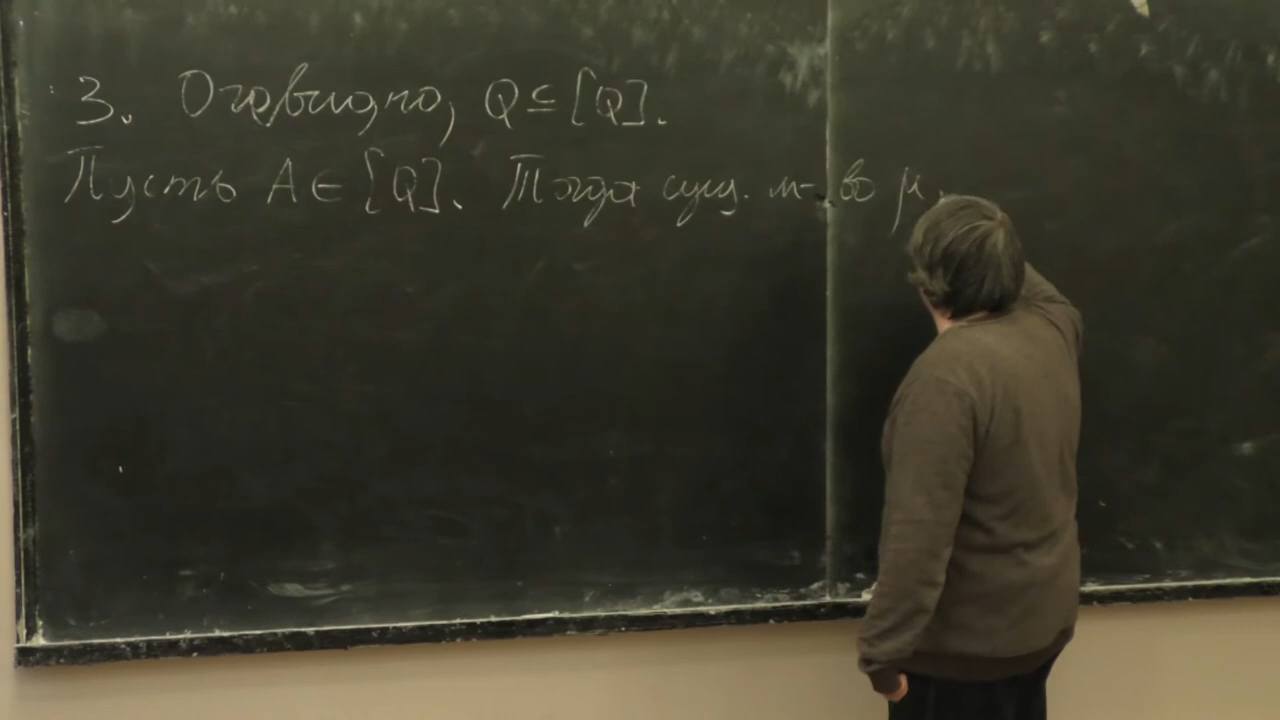 3. Очевидно, Q ⊆ [Q].
Пусть A ∈ [Q]. Тогда сущ. м-во μ